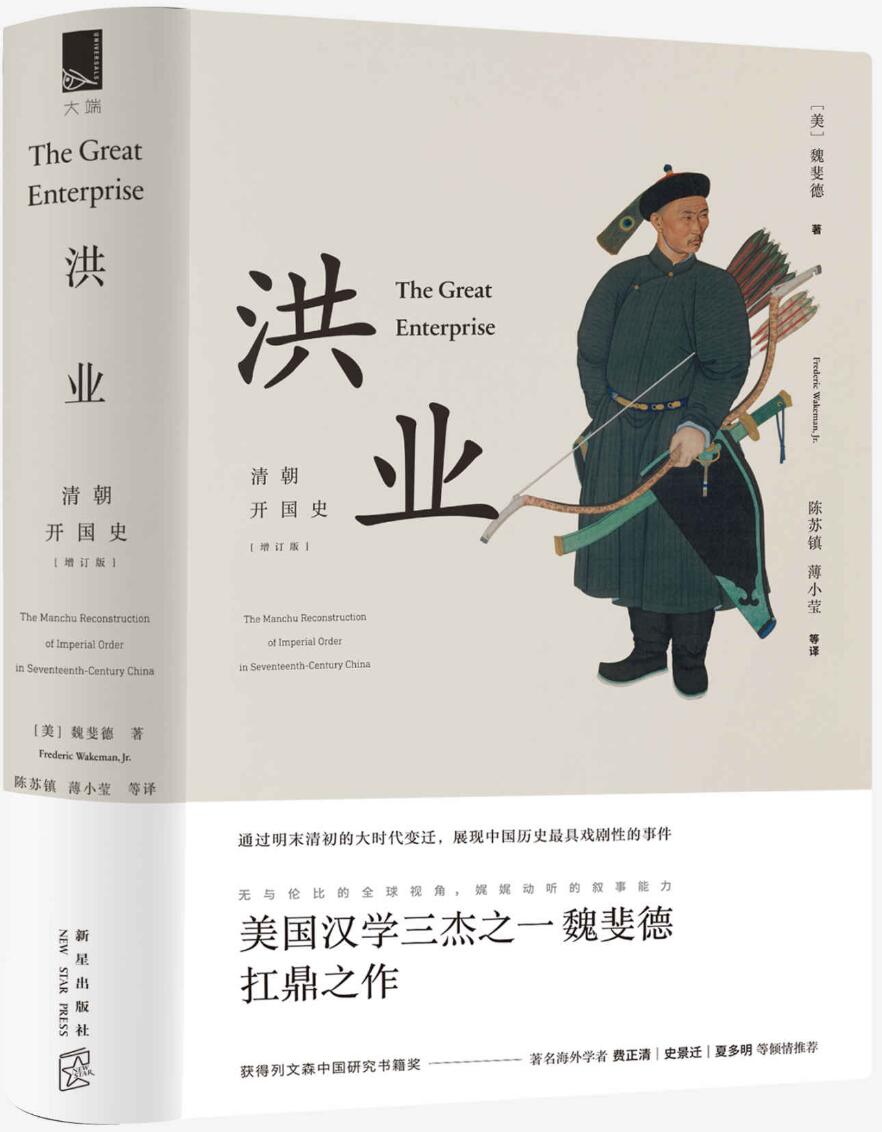 UNIVERSALS
大端
The Great
Enterprise
洪
业
清朝
开国史
[增订版]
The Manchu Reconstruction
of Imperial Order
in Seventeenth-Century China
[美] 魏斐德 著
Frederic Wakeman, Jr.
陈苏镇 薄小莹 等译
新星出版社
NEW STAR PRESS
NEW STAR
洪
业
The Great
Enterprise
清朝
开国史
[增订版]
The Manchu Reconstruction
of Imperial Order
in Seventeenth-Century China
[美] 魏斐德 著
Frederic Wakeman, Jr.
陈苏镇 薄小莹 等译
通过明末清初的大时代变迁，展现中国历史最具戏剧性的事件
无与伦比的全球视角，娓娓动听的叙事能力
美国汉学三杰之一 魏斐德
扛鼎之作
获得列文森中国研究书籍奖 —— 著名海外学者 费正清|史景迁|夏多明 等倾情推荐